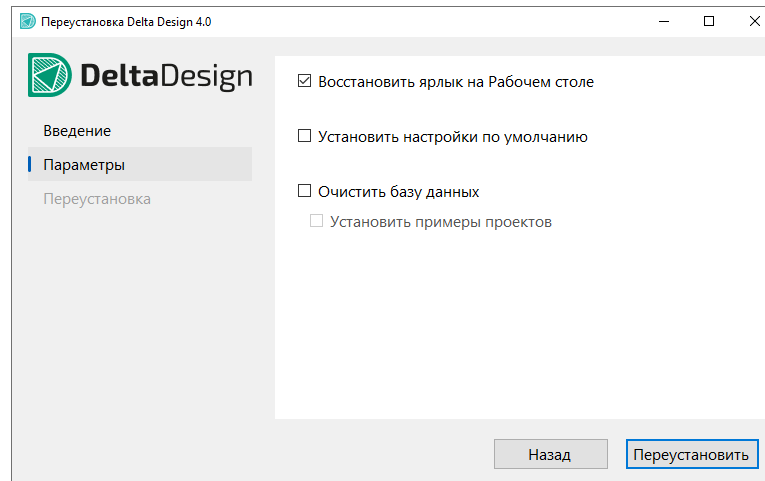 Переустановка Delta Design 4.0
DeltaDesign
Введение
Параметры
Переустановка
Восстановить ярлык на Рабочем столе
Установить настройки по умолчанию
Очистить базу данных
Установить примеры проектов
Назад
Переустановить